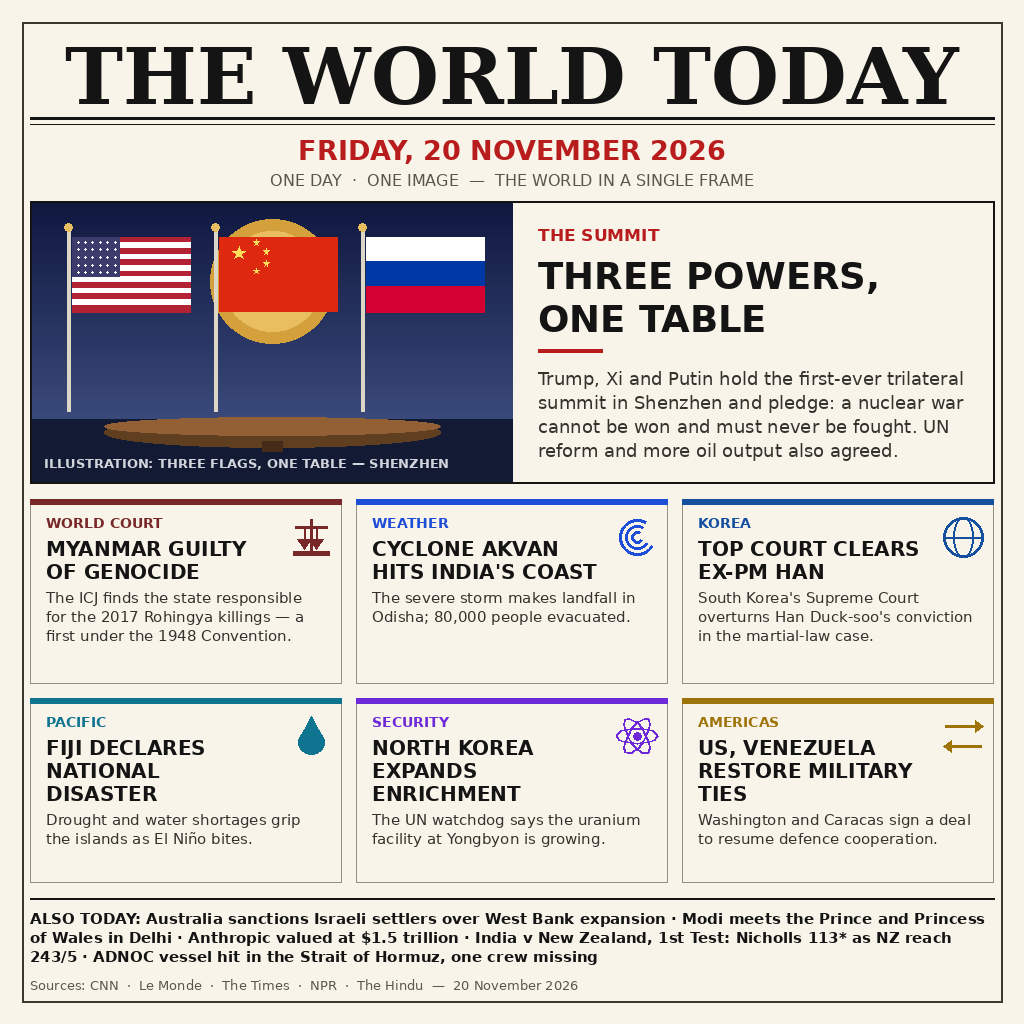 THE WORLD TODAY
FRIDAY, 20 NOVEMBER 2026
ONE DAY · ONE IMAGE — THE WORLD IN A SINGLE FRAME
ILLUSTRATION: THREE FLAGS, ONE TABLE — SHENZHEN
THE SUMMIT
THREE POWERS,
ONE TABLE
Trump, Xi and Putin hold the first-ever trilateral
summit in Shenzhen and pledge: a nuclear war
cannot be won and must never be fought. UN
reform and more oil output also agreed.
WORLD COURT
MYANMAR GUILTY
OF GENOCIDE
The ICJ finds the state responsible
for the 2017 Rohingya killings — a
first under the 1948 Convention.
WEATHER
CYCLONE AKVAN
HITS INDIA'S COAST
The severe storm makes landfall in
Odisha; 80,000 people evacuated.
KOREA
TOP COURT CLEARS
EX-PM HAN
South Korea's Supreme Court
overturns Han Duck-soo's conviction
in the martial-law case.
PACIFIC
FIJI DECLARES
NATIONAL
DISASTER
Drought and water shortages grip
the islands as El Niño bites.
SECURITY
NORTH KOREA
EXPANDS
ENRICHMENT
The UN watchdog says the uranium
facility at Yongbyon is growing.
AMERICAS
US, VENEZUELA
RESTORE MILITARY
TIES
Washington and Caracas sign a deal
to resume defence cooperation.
ALSO TODAY: Australia sanctions Israeli settlers over West Bank expansion · Modi meets the Prince and Princess
of Wales in Delhi · Anthropic valued at $1.5 trillion · India v New Zealand, 1st Test: Nicholls 113* as NZ reach
243/5 · ADNOC vessel hit in the Strait of Hormuz, one crew missing
Sources: CNN · Le Monde · The Times · NPR · The Hindu — 20 November 2026